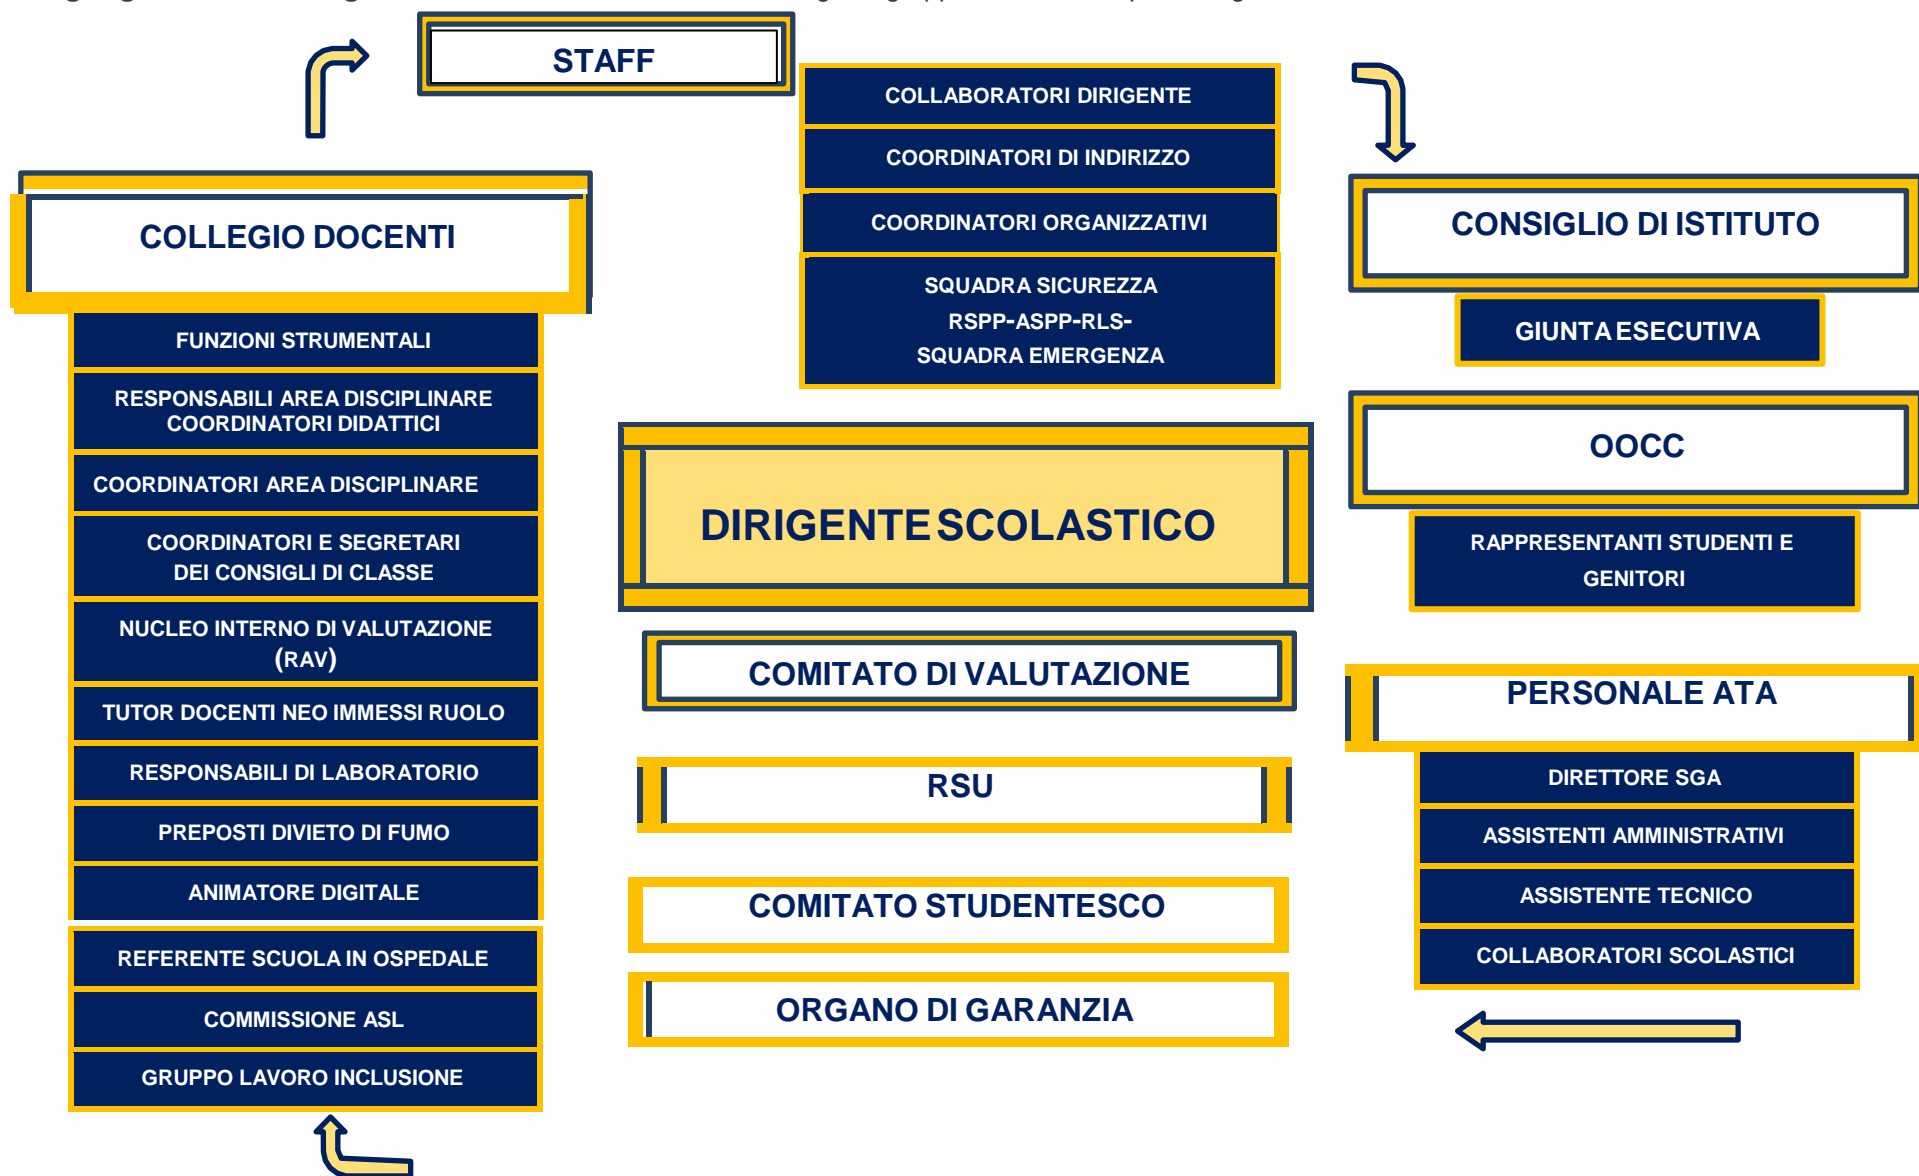 STAFF
COLLABORATORI DIRIGENTE
COORDINATORI DI INDIRIZZO
COORDINATORI ORGANIZZATIVI
SQUADRA SICUREZZA
RSPP-ASPP-RLS-
SQUADRA EMERGENZA
COLLEGIO DOCENTI
FUNZIONI STRUMENTALI
RESPONSABILI AREA DISCIPLINARE
COORDINATORI DIDATTICI
COORDINATORI AREA DISCIPLINARE
COORDINATORI E SEGRETARI
DEI CONSIGLI DI CLASSE
NUCLEO INTERNO DI VALUTAZIONE
(RAV)
TUTOR DOCENTI NEO IMMESSI RUOLO
RESPONSABILI DI LABORATORIO
PREPOSTI DIVIETO DI FUMO
ANIMATORE DIGITALE
REFERENTE SCUOLA IN OSPEDALE
COMMISSIONE ASL
GRUPPO LAVORO INCLUSIONE
DIRIGENTE SCOLASTICO
COMITATO DI VALUTAZIONE
RSU
COMITATO STUDENTESCO
ORGANO DI GARANZIA
CONSIGLIO DI ISTITUTO
GIUNTA ESECUTIVA
OOCC
RAPPRESENTANTI STUDENTI E
GENITORI
PERSONALE ATA
DIRETTORE SGA
ASSISTENTI AMMINISTRATIVI
ASSISTENTE TECNICO
COLLABORATORI SCOLASTICI